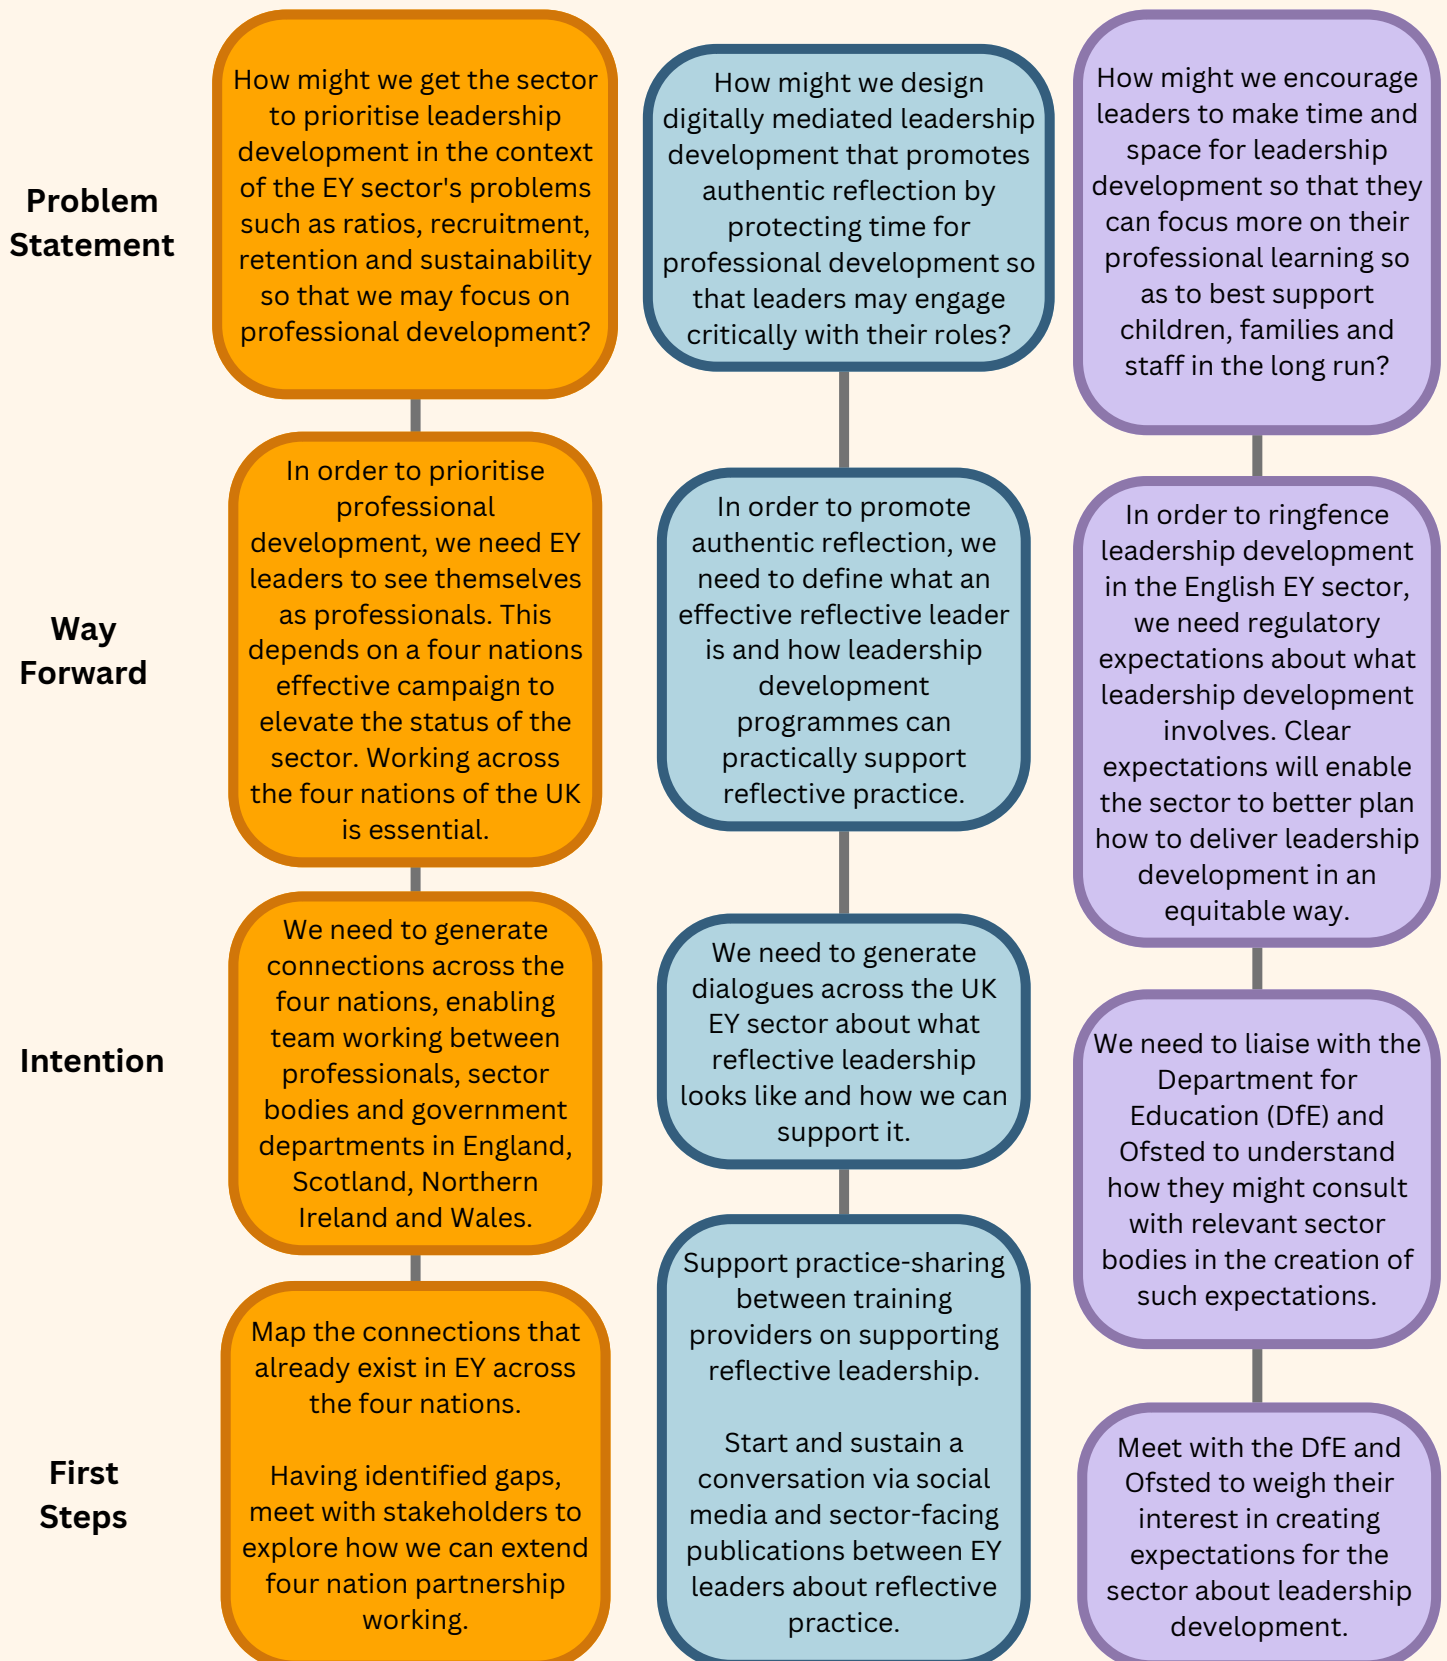 Problem
Statement
How might we get the sector
to prioritise leadership
development in the context
of the EY sector's problems
such as ratios, recruitment,
retention and sustainability
so that we may focus on
professional development?
How might we design
digitally mediated leadership
development that promotes
authentic reflection by
protecting time for
professional development so
that leaders may engage
critically with their roles?
How might we encourage
leaders to make time and
space for leadership
development so that they
can focus more on their
professional learning so
as to best support
children, families and
staff in the long run?
Way
Forward
In order to prioritise
professional
development, we need EY
leaders to see themselves
as professionals. This
depends on a four nations
effective campaign to
elevate the status of the
sector. Working across
the four nations of the UK
is essential.
In order to promote
authentic reflection, we
need to define what an
effective reflective leader
is and how leadership
development
programmes can
practically support
reflective practice.
In order to ringfence
leadership development
in the English EY sector,
we need regulatory
expectations about what
leadership development
involves. Clear
expectations will enable
the sector to better plan
how to deliver leadership
development in an
equitable way.
Intention
We need to generate
connections across the
four nations, enabling
team working between
professionals, sector
bodies and government
departments in England,
Scotland, Northern
Ireland and Wales.
We need to generate
dialogues across the UK
EY sector about what
reflective leadership
looks like and how we can
support it.
We need to liaise with the
Department for
Education (DfE) and
Ofsted to understand
how they might consult
with relevant sector
bodies in the creation of
such expectations.
First
Steps
Map the connections that
already exist in EY across
the four nations.
Having identified gaps,
meet with stakeholders to
explore how we can extend
four nation partnership
working.
Support practice-sharing
between training
providers on supporting
reflective leadership.
Start and sustain a
conversation via social
media and sector-facing
publications between EY
leaders about reflective
practice.
Meet with the DfE and
Ofsted to weigh their
interest in creating
expectations for the
sector about leadership
development.